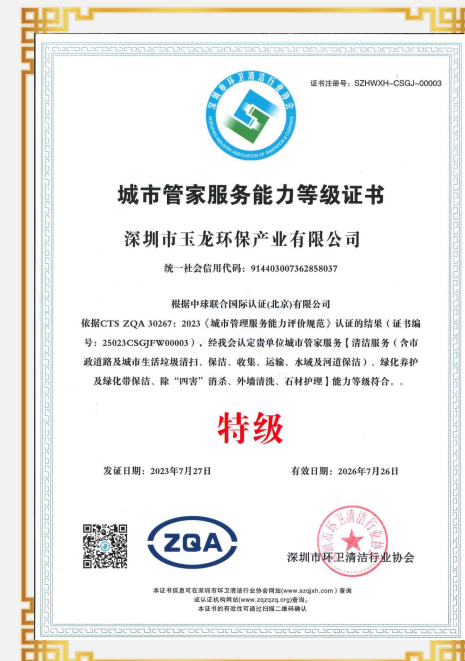 证书注册号：SZHWXH-CSGJ-00003
深圳市环卫清洁行业协会
城市管家服务能力等级证书
深圳市玉龙环保产业有限公司
统一社会信用代码：914403007362858037
根据中球联合国际认证(北京)有限公司
依据CTS ZQA 30267：2023《城市管理服务能力评价规范》认证的结果（证书编
号：25023CSGJFW00003），经我会认定贵单位城市管家服务【清洁服务（含市
政道路及城市生活垃圾清扫、保洁、收集、运输、水域及河道保洁）、绿化养护
及绿化带保洁、除“四害”消杀、外墙清洗、石材护理】能力等级符合。。
特级
发证日期：2023年7月27日
有效日期：2026年7月26日
ZQA
深圳市环卫清洁行业协会
本证书信息可在深圳市环卫清洁行业协会网站(www.szqjxh.com）查询
或认证机构网站(www.zqzqzq.org)查询。
本证书的有效性可通过扫描二维码确认